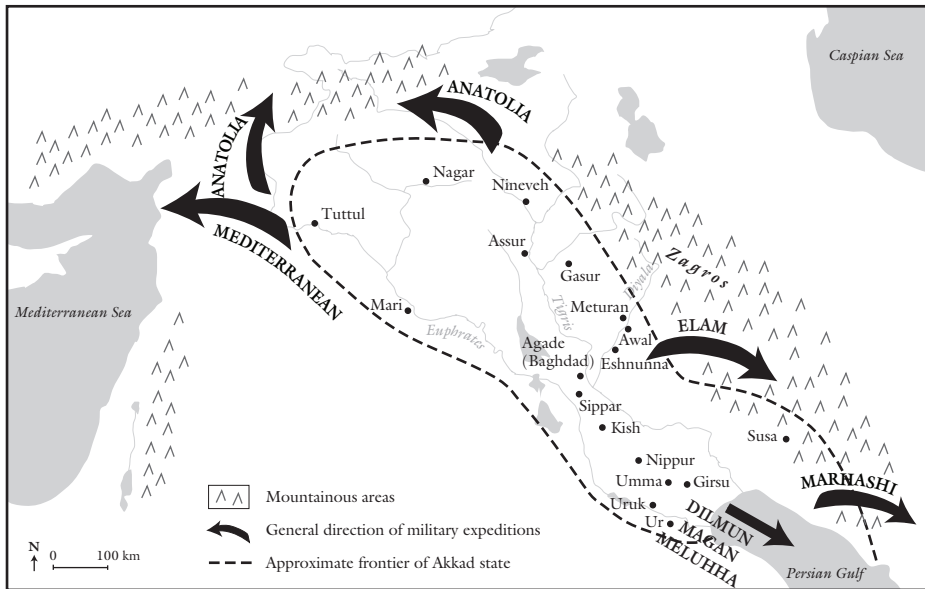 Caspian Sea
ANATOLIA
ANATOLIA
Nagar
Nineveh
Tuttul
MEDITERRANEAN
Assur
Zagros
Gasur
Diyala
Mediterranean Sea
Mari
Meturan
Tigris
ELAM
Euphrates
Agade
(Baghdad)
Awal
Eshnunna
Sippar
Kish
Susa
Nippur
Umma
Girsu
MARHASHI
Uruk
DILMUN
Ur
MAGAN
MELUHHA
Persian Gulf
Mountainous areas
General direction of military expeditions
N
0 100 km
Approximate frontier of Akkad state